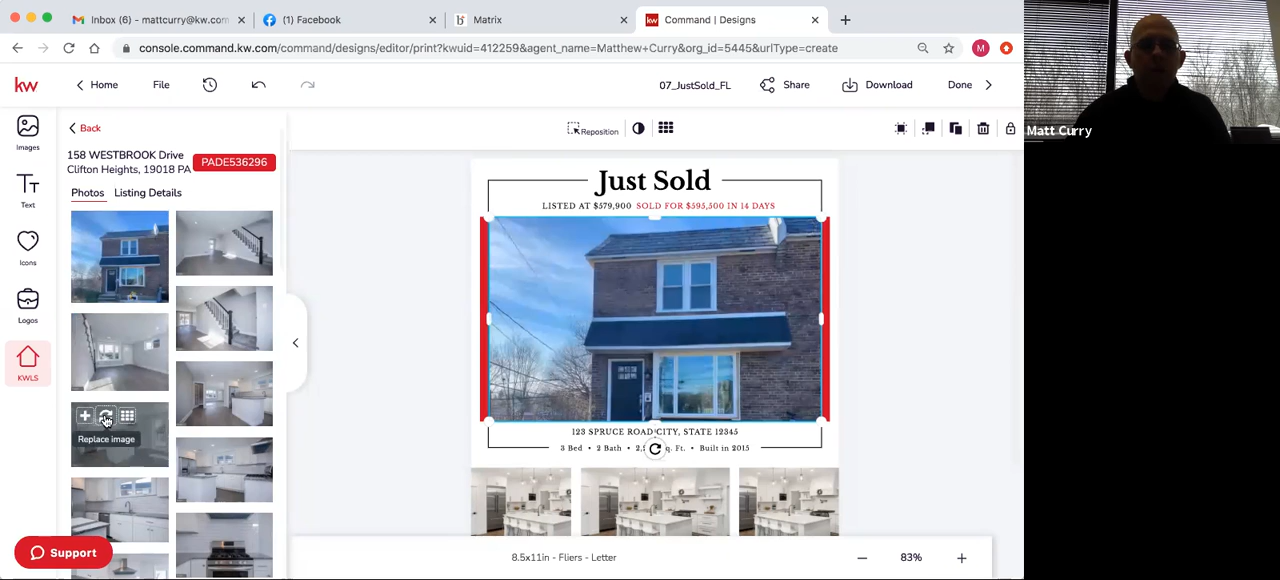 Inbox (6) - mattcurry@kw.com
(1) Facebook
Matrix
Command | Designs
console.command.kw.com/command/designs/editor/print?kwuid=412259&agent_name=Matthew+Curry&org_id=5445&urlType=create
M
kw
Home
File
07_JustSold_FL
Share
Download
Done
Images
Text
Icons
Logos
KWLS
Back
158 WESTBROOK Drive
Clifton Heights, 19018 PA
PADE536296
Photos
Listing Details
Replace image
Support
Reposition
Just Sold
LISTED AT $579,900 SOLD FOR $595,500 IN 14 DAYS
123 SPRUCE ROAD CITY, STATE 12345
3 Bed • 2 Bath • Ft. • Built in 2015
8.5x11in - Fliers - Letter
83%
Matt Curry